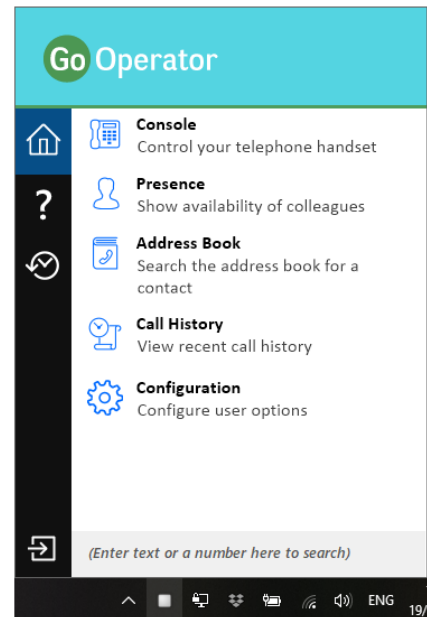 Go Operator
Console
Control your telephone handset
Presence
Show availability of colleagues
?
Address Book
Search the address book for a
contact
Call History
View recent call history
Configuration
Configure user options
(Enter text or a number here to search)
ENG
19/